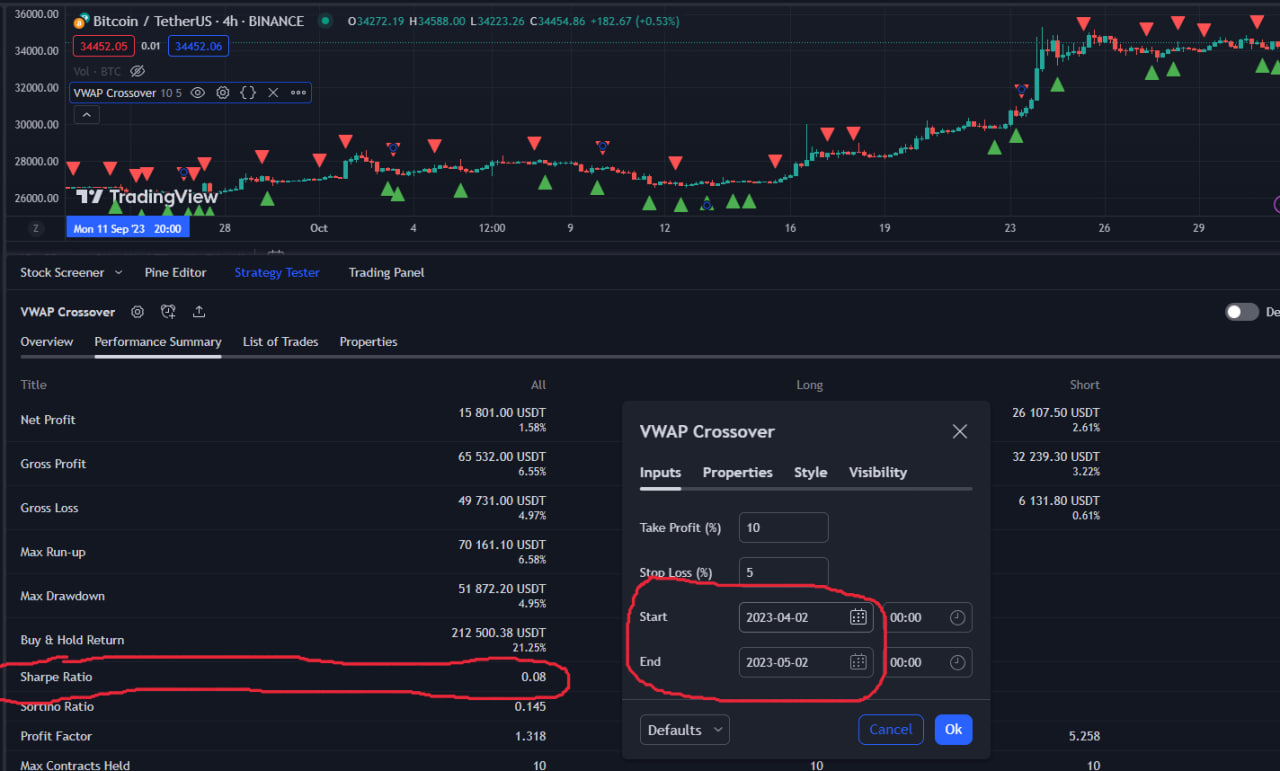 36000.00
Bitcoin / TetherUS · 4h · BINANCE O34272.19 H34588.00 L34223.26 C34454.86 +182.67 (+0.53%)
34452.05 0.01 34452.06
34000.00
Vol · BTC
32000.00
VWAP Crossover 10 5
30000.00
28000.00
26000.00
TradingView
Z Mon 11 Sep '23 20:00 28 Oct 4 12:00 9 12 16 19 23 26 29
Stock Screener Pine Editor Strategy Tester Trading Panel
VWAP Crossover
De
Overview Performance Summary List of Trades Properties
Title All Long Short
Net Profit 15 801.00 USDT 26 107.50 USDT
1.58% 2.61%
Gross Profit 65 532.00 USDT 32 239.30 USDT
6.55% 3.22%
Gross Loss 49 731.00 USDT 6 131.80 USDT
4.97% 0.61%
Max Run-up 70 161.10 USDT
6.58%
Max Drawdown 51 872.20 USDT
4.95%
Buy & Hold Return 212 500.38 USDT
21.25%
Sharpe Ratio 0.08
Sortino Ratio 0.145
Profit Factor 1.318 5.258
Max Contracts Held 10 10 10
VWAP Crossover
Inputs Properties Style Visibility
Take Profit (%) 10
Stop Loss (%) 5
Start 2023-04-02 00:00
End 2023-05-02 00:00
Defaults Cancel Ok